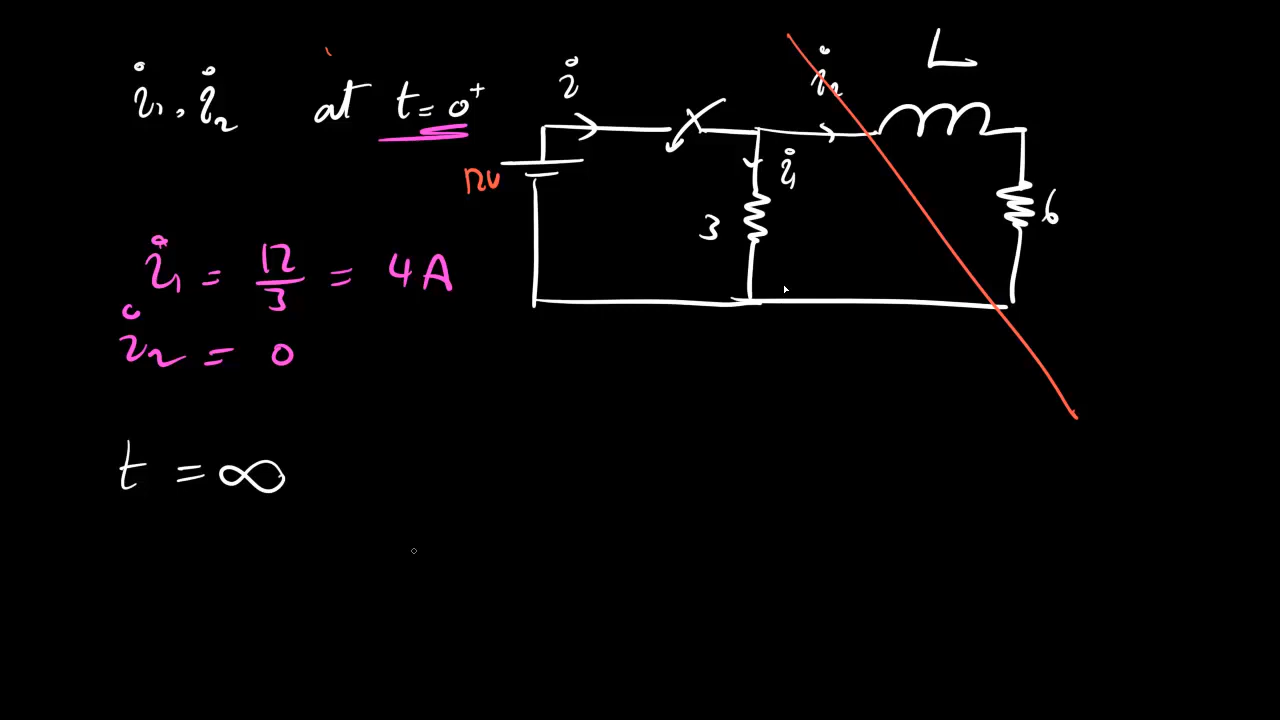 i₁, i₂ at t = 0⁺
i
i₂
L
12V
i₁
3
6
i₁ = 12/3 = 4A
i₂ = 0
t = ∞